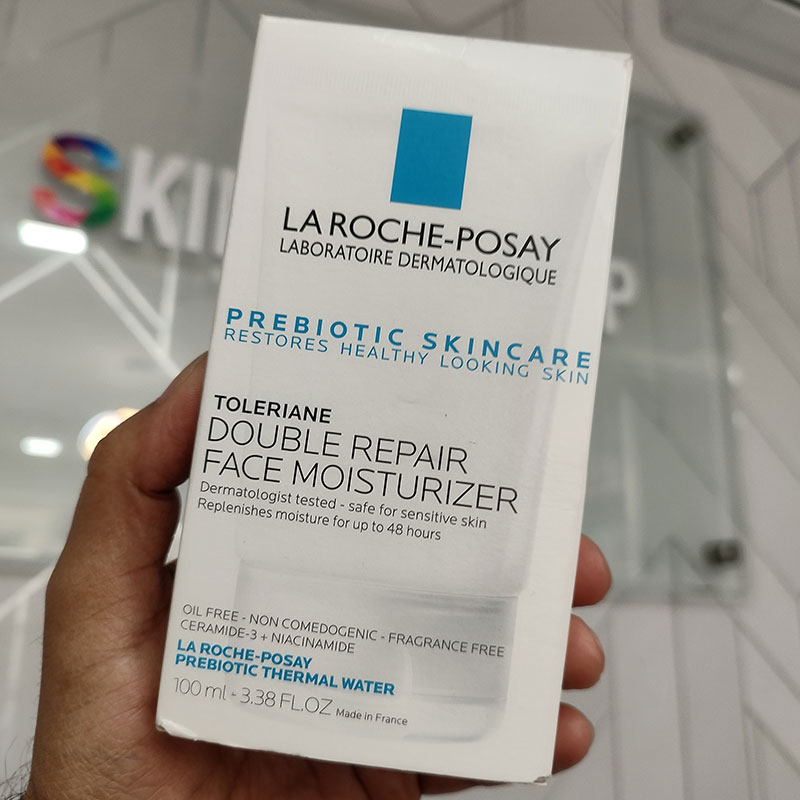 LA ROCHE-POSAY
LABORATOIRE DERMATOLOGIQUE
PREBIOTIC SKINCARE
RESTORES HEALTHY LOOKING SKIN
TOLERIANE
DOUBLE REPAIR
FACE MOISTURIZER
Dermatologist tested - safe for sensitive skin
Replenishes moisture for up to 48 hours
OIL FREE - NON COMEDOGENIC - FRAGRANCE FREE
CERAMIDE-3 + NIACINAMIDE
LA ROCHE-POSAY
PREBIOTIC THERMAL WATER
100 ml - 3.38 FL.OZ Made in France